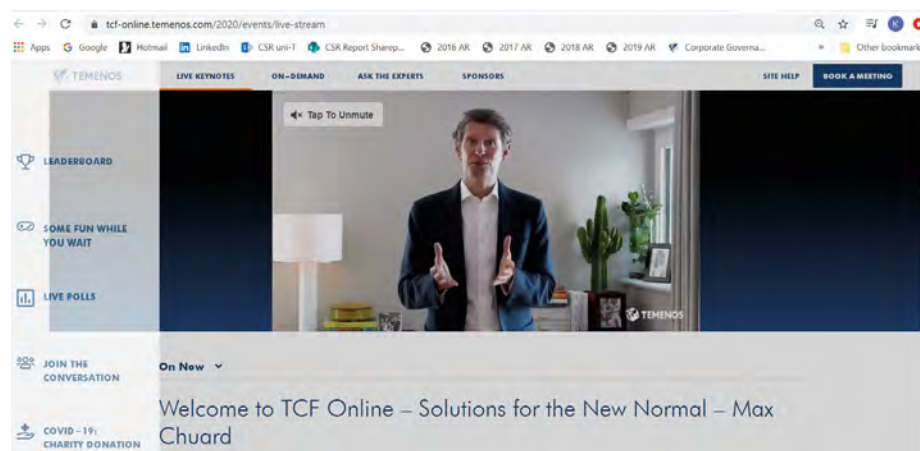 tcf-online.temenos.com/2020/events/live-stream
K
Apps Google Hotmail LinkedIn CSR uni-T CSR Report Sharep... 2016 AR 2017 AR 2018 AR 2019 AR Corporate Governa... » Other bookmark
TEMENOS LIVE KEYNOTES ON-DEMAND ASK THE EXPERTS SPONSORS SITE HELP BOOK A MEETING
Tap To Unmute
LEADERBOARD
SOME FUN WHILE
YOU WAIT
LIVE POLLS
TEMENOS
JOIN THE
CONVERSATION
On Now
Welcome to TCF Online – Solutions for the New Normal – Max
Chuard
COVID-19:
CHARITY DONATION